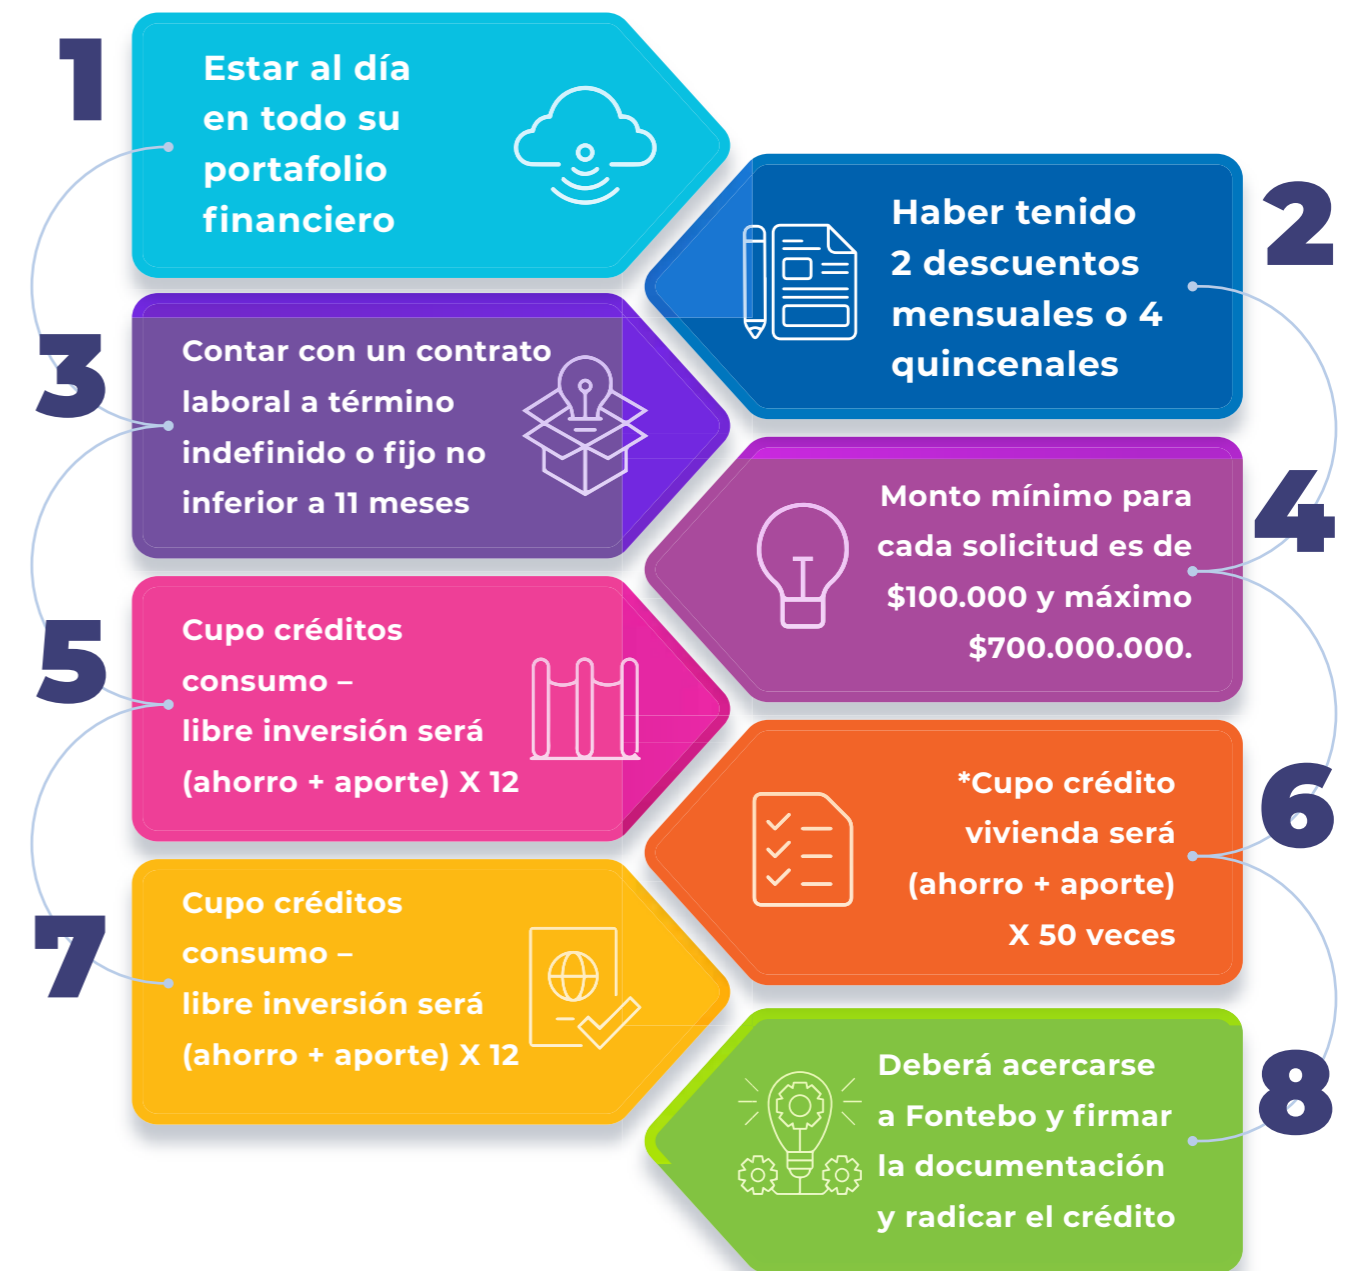 1
Estar al día
en todo su
portafolio
financiero
2
Haber tenido
2 descuentos
mensuales o 4
quincenales
3
Contar con un contrato
laboral a término
indefinido o fijo no
inferior a 11 meses
4
Monto mínimo para
cada solicitud es de
$100.000 y máximo
$700.000.000.
5
Cupo créditos
consumo –
libre inversión será
(ahorro + aporte) X 12
6
*Cupo crédito
vivienda será
(ahorro + aporte)
X 50 veces
7
Cupo créditos
consumo –
libre inversión será
(ahorro + aporte) X 12
8
Deberá acercarse
a Fontebo y firmar
la documentación
y radicar el crédito